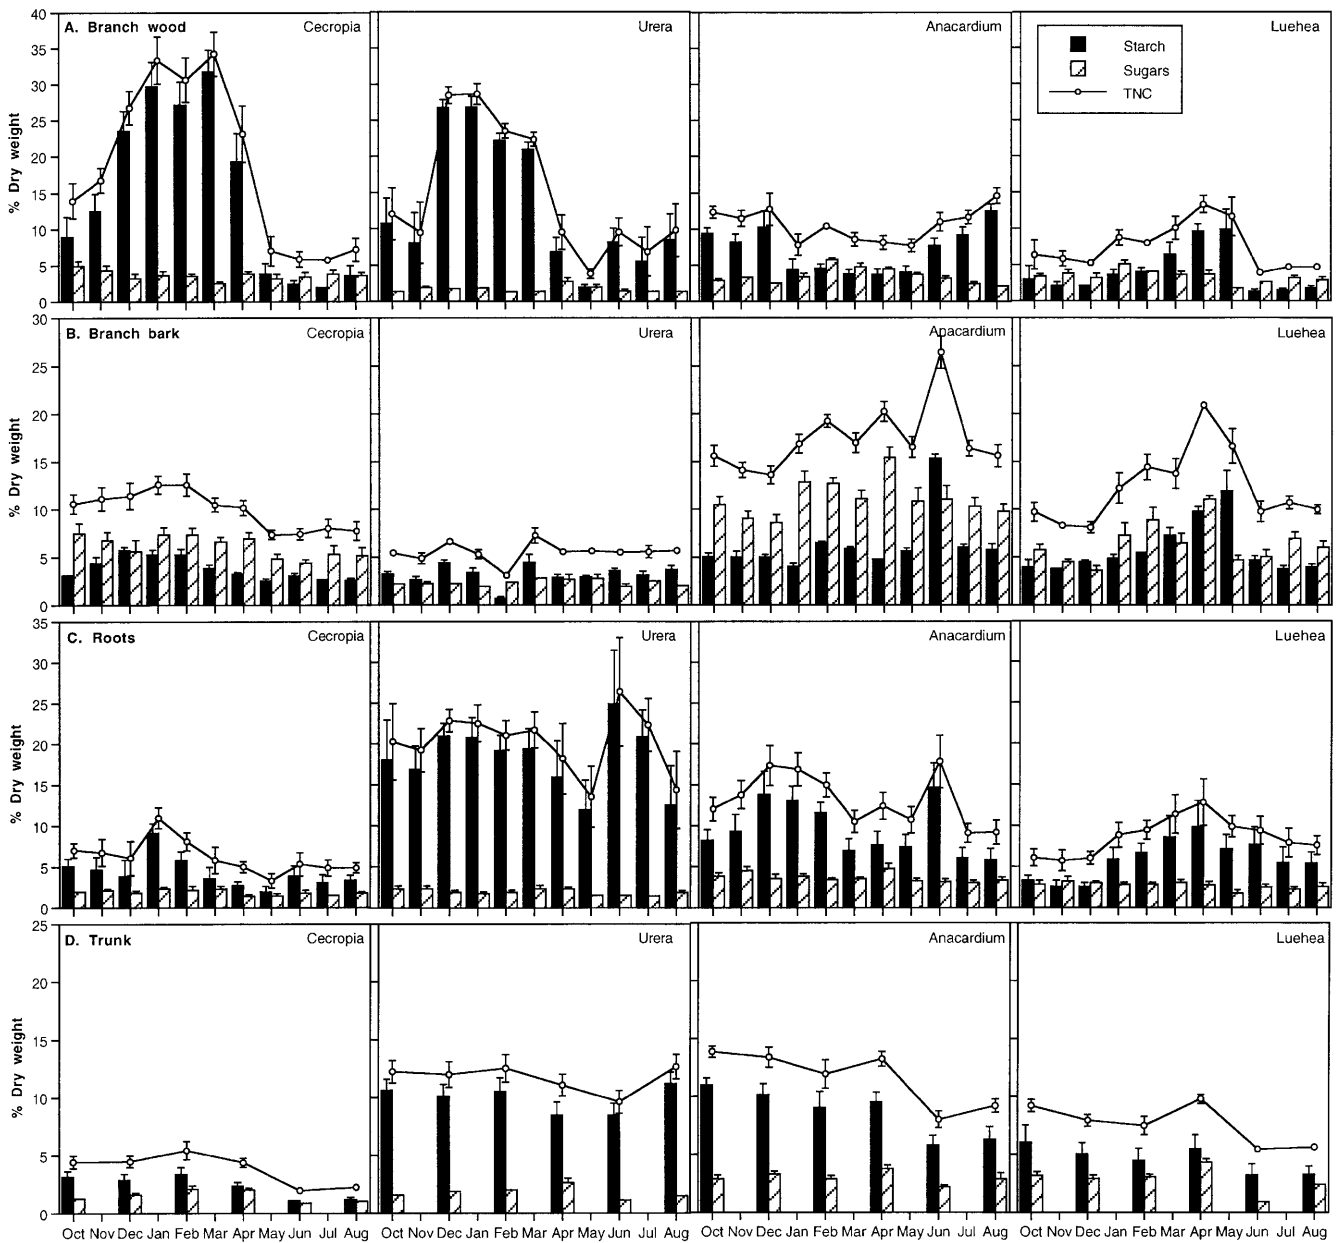 A. Branch wood Cecropia Urera Anacardium Luehea
Starch
Sugars
TNC
40
35
30
25
20
15
10
5
0
% Dry weight
B. Branch bark Cecropia Urera Anacardium Luehea
30
25
20
15
10
5
0
% Dry weight
C. Roots Cecropia Urera Anacardium Luehea
35
30
25
20
15
10
5
0
% Dry weight
D. Trunk Cecropia Urera Anacardium Luehea
25
20
15
10
5
0
% Dry weight
Oct Nov Dec Jan Feb Mar Apr May Jun Jul Aug Oct Nov Dec Jan Feb Mar Apr May Jun Jul Aug Oct Nov Dec Jan Feb Mar Apr May Jun Jul Aug Oct Nov Dec Jan Feb Mar Apr May Jun Jul Aug